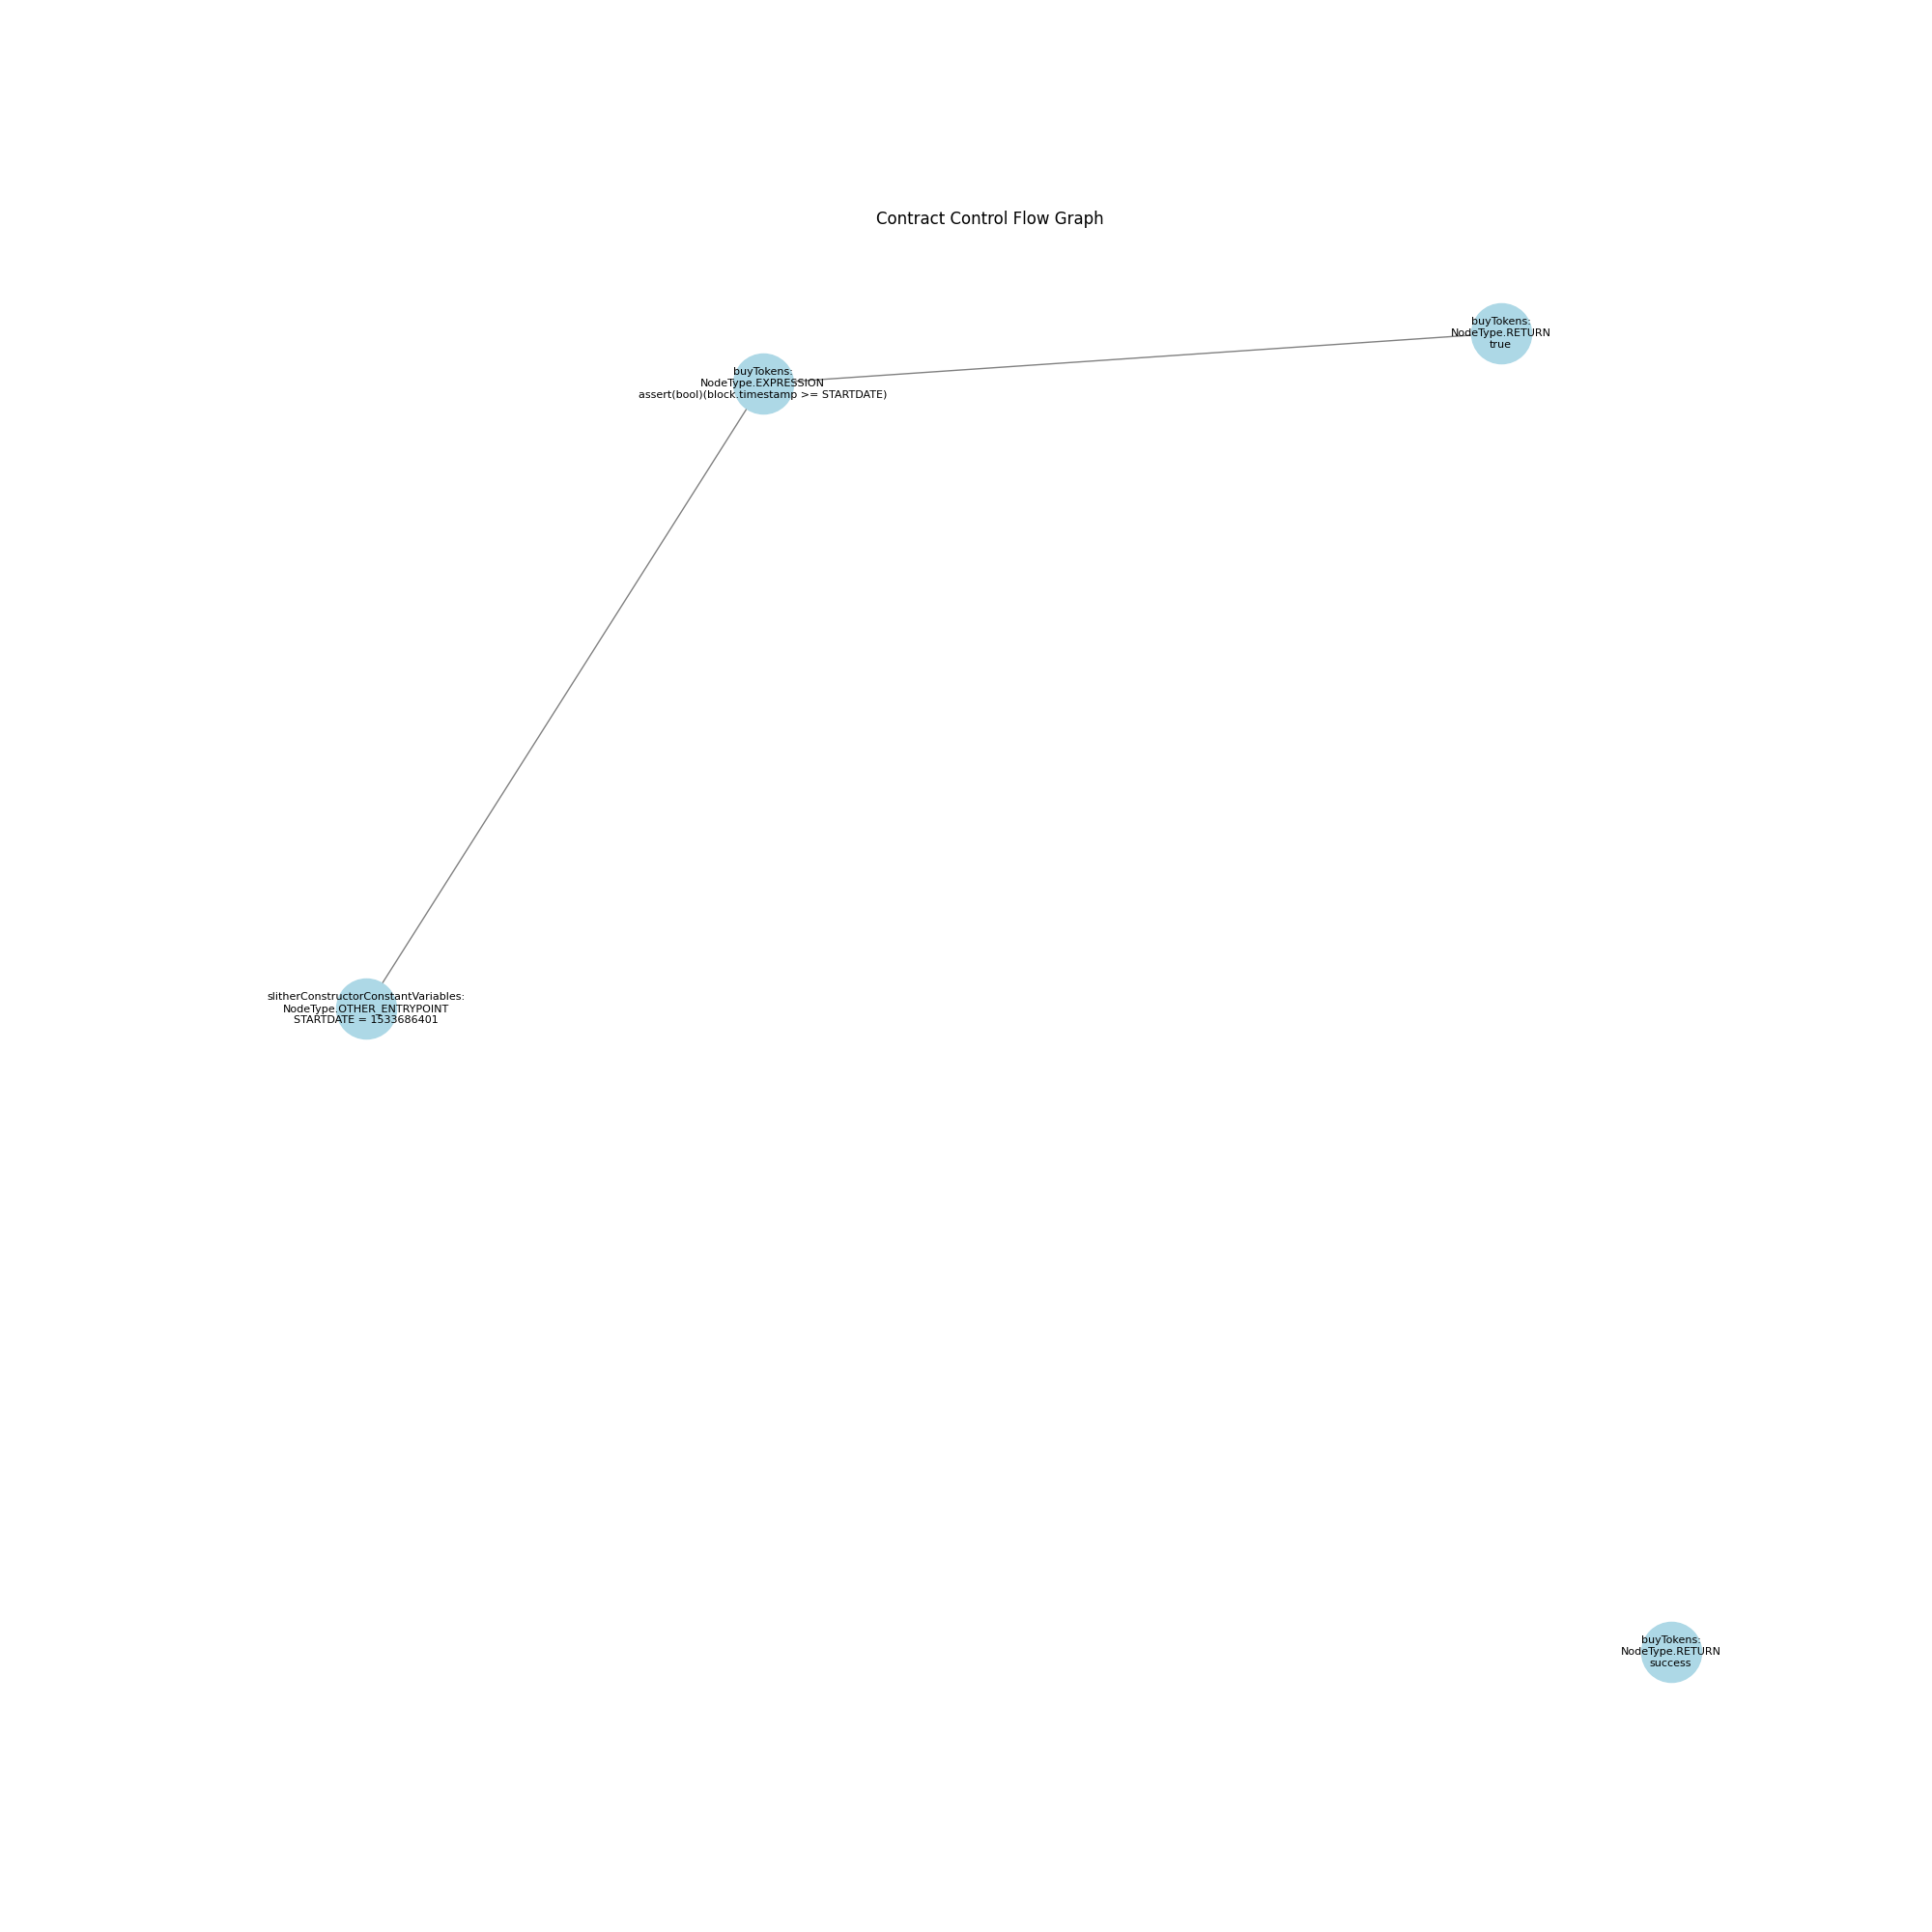 Contract Control Flow Graph
buyTokens:
NodeType.RETURN
true
buyTokens:
NodeType.EXPRESSION
assert(bool)(block.timestamp >= STARTDATE)
slitherConstructorConstantVariables:
NodeType.OTHER_ENTRYPOINT
STARTDATE = 1533686401
buyTokens:
NodeType.RETURN
success